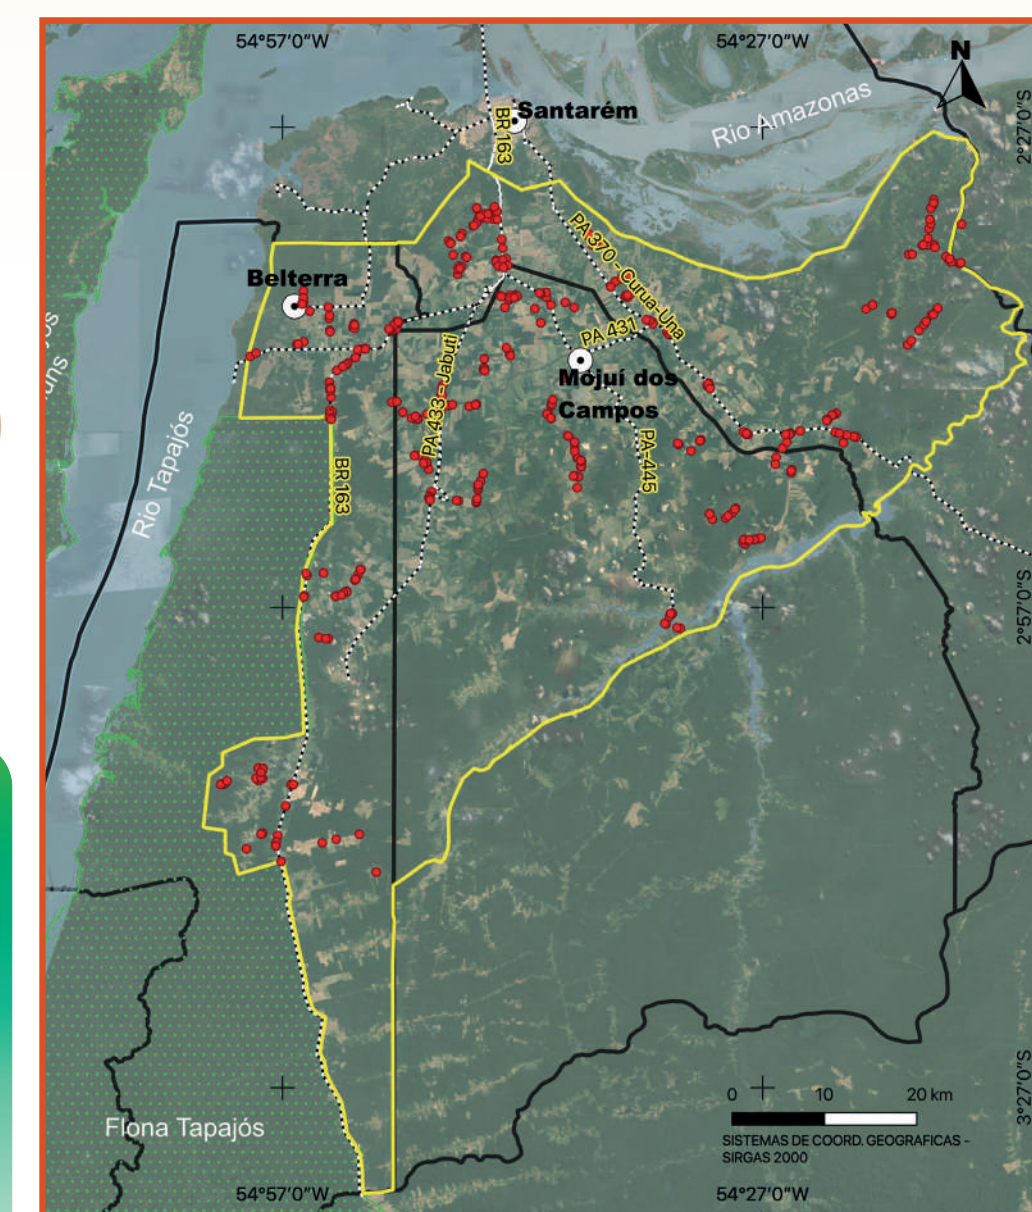 54°57'0"W
54°27'0"W
N
Santarém
Rio Amazonas
2°27'0"S
BR 163
PA 370 - Curua-Una
Belterra
PA 431
Mojuí dos
Campos
PA 433 - Jabuti
PA-445
BR 163
Rio Tapajós
2°57'0"S
Flona Tapajós
0 10 20 km
SISTEMAS DE COORD. GEOGRAFICAS -
SIRGAS 2000
3°27'0"S
54°57'0"W
54°27'0"W